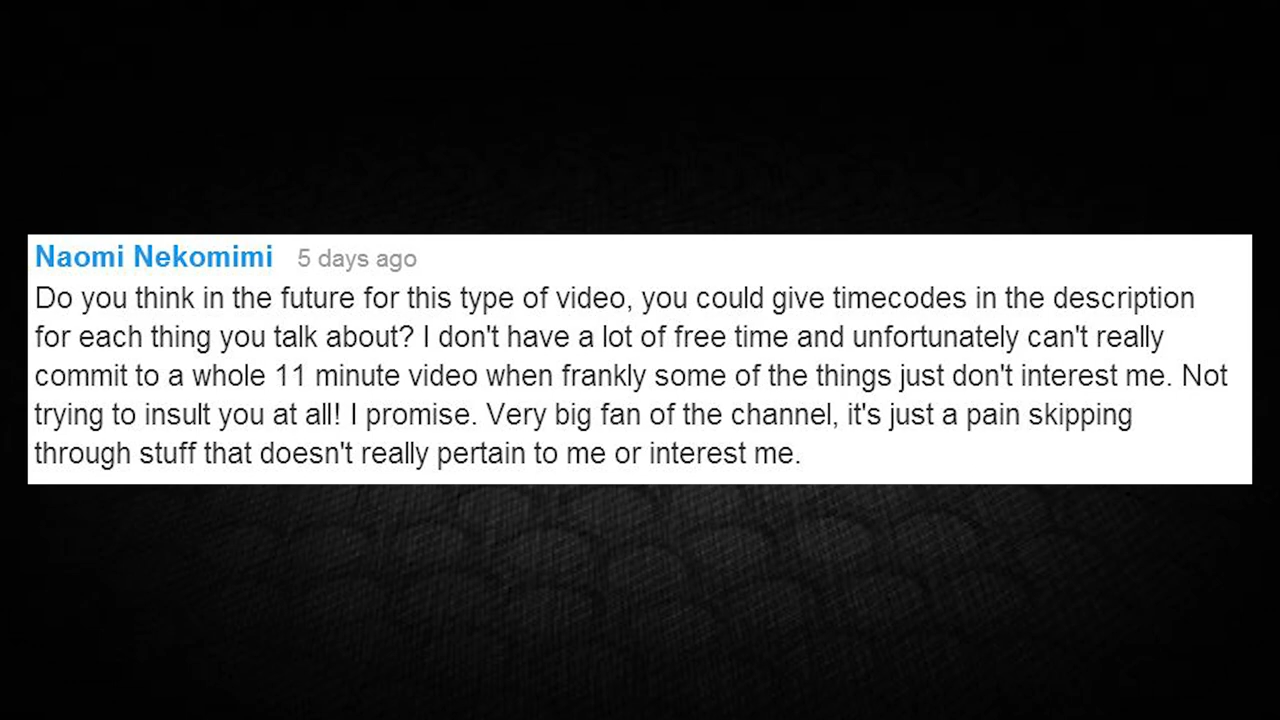 Naomi Nekomimi 5 days ago
Do you think in the future for this type of video, you could give timecodes in the description
for each thing you talk about? I don't have a lot of free time and unfortunately can't really
commit to a whole 11 minute video when frankly some of the things just don't interest me. Not
trying to insult you at all! I promise. Very big fan of the channel, it's just a pain skipping
through stuff that doesn't really pertain to me or interest me.